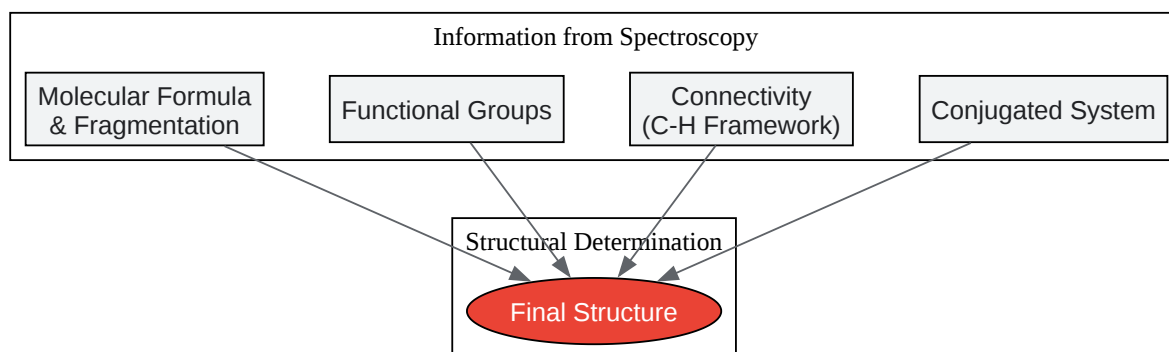 Information from Spectroscopy
Molecular Formula
& Fragmentation
Functional Groups
Connectivity
(C-H Framework)
Conjugated System
Structural Determination
Final Structure